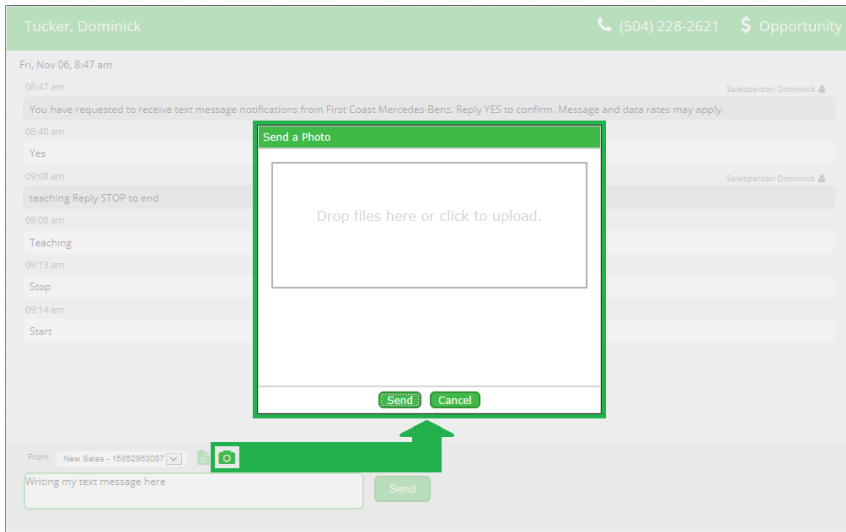 Tucker, Dominick
(504) 228-2621
$ Opportunity
Fri, Nov 06, 8:47 am
08:47 am
Salesperson Dominick
You have requested to receive text message notifications from First Coast Mercedes-Benz. Reply YES to confirm. Message and data rates may apply.
08:48 am
Yes
09:03 am
Salesperson Dominick
teaching Reply STOP to end
09:08 am
Teaching
09:13 am
Stop
09:14 am
Start
Send a Photo
Drop files here or click to upload.
Send
Cancel
From:
New Sales - 15852863087
Writing my text message here
Send